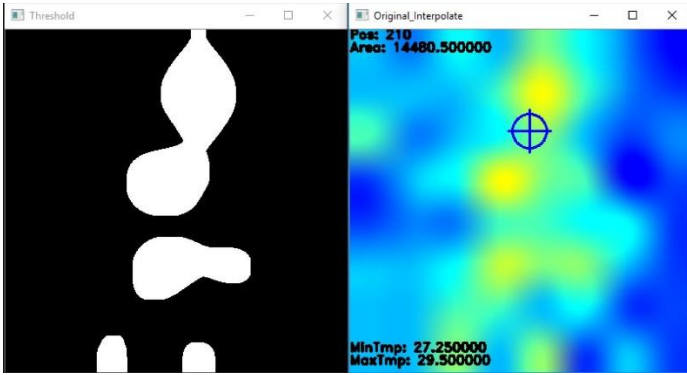 Threshold
Original_Interpolate
Pos: 210
Area: 14480.500000
MinTmp: 27.250000
MaxTmp: 29.500000